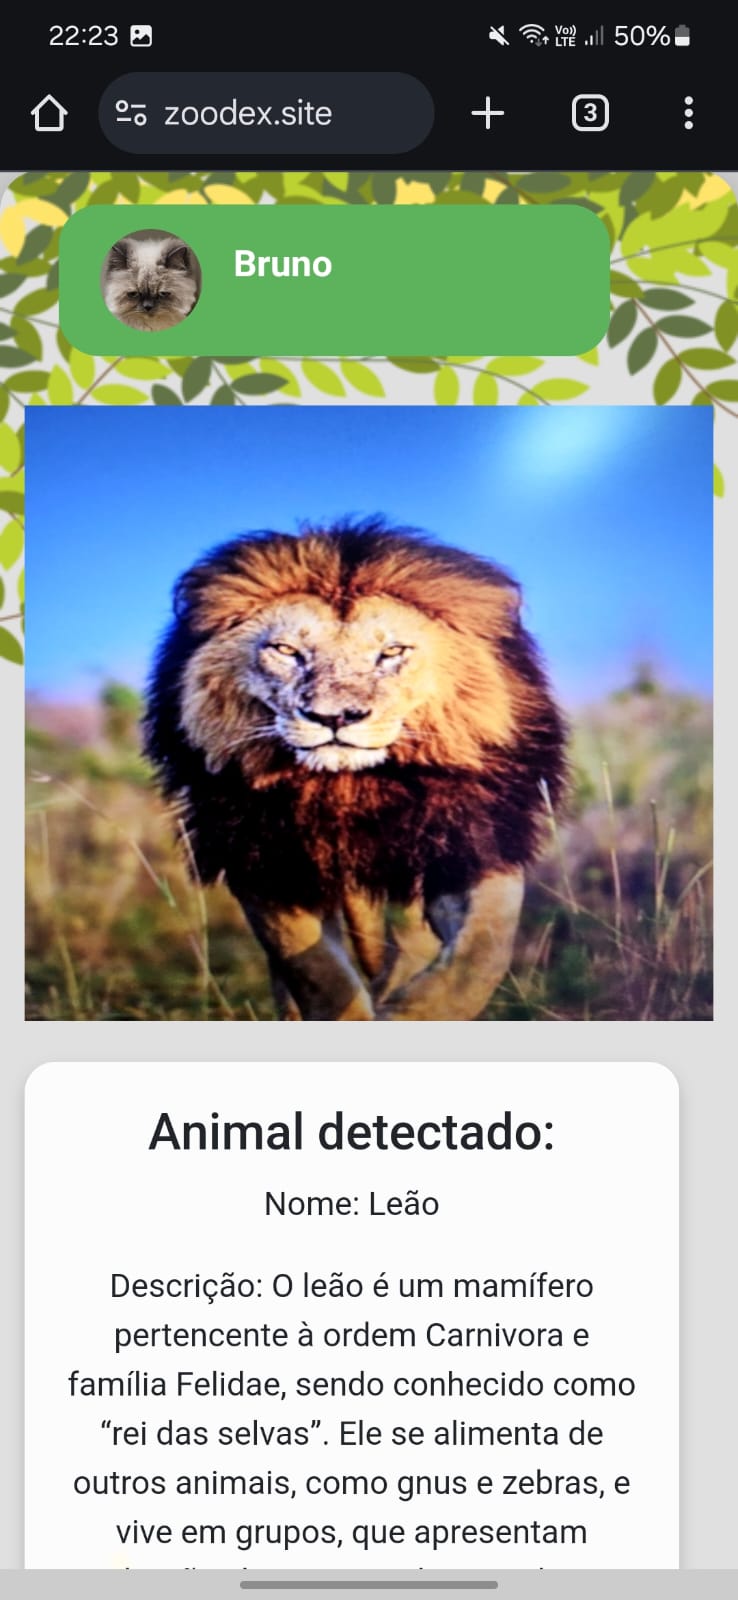 22:23
Vo))
LTE
50%
zoodex.site
3
Bruno
Animal detectado:
Nome: Leão
Descrição: O leão é um mamífero
pertencente à ordem Carnivora e
família Felidae, sendo conhecido como
“rei das selvas”. Ele se alimenta de
outros animais, como gnus e zebras, e
vive em grupos, que apresentam